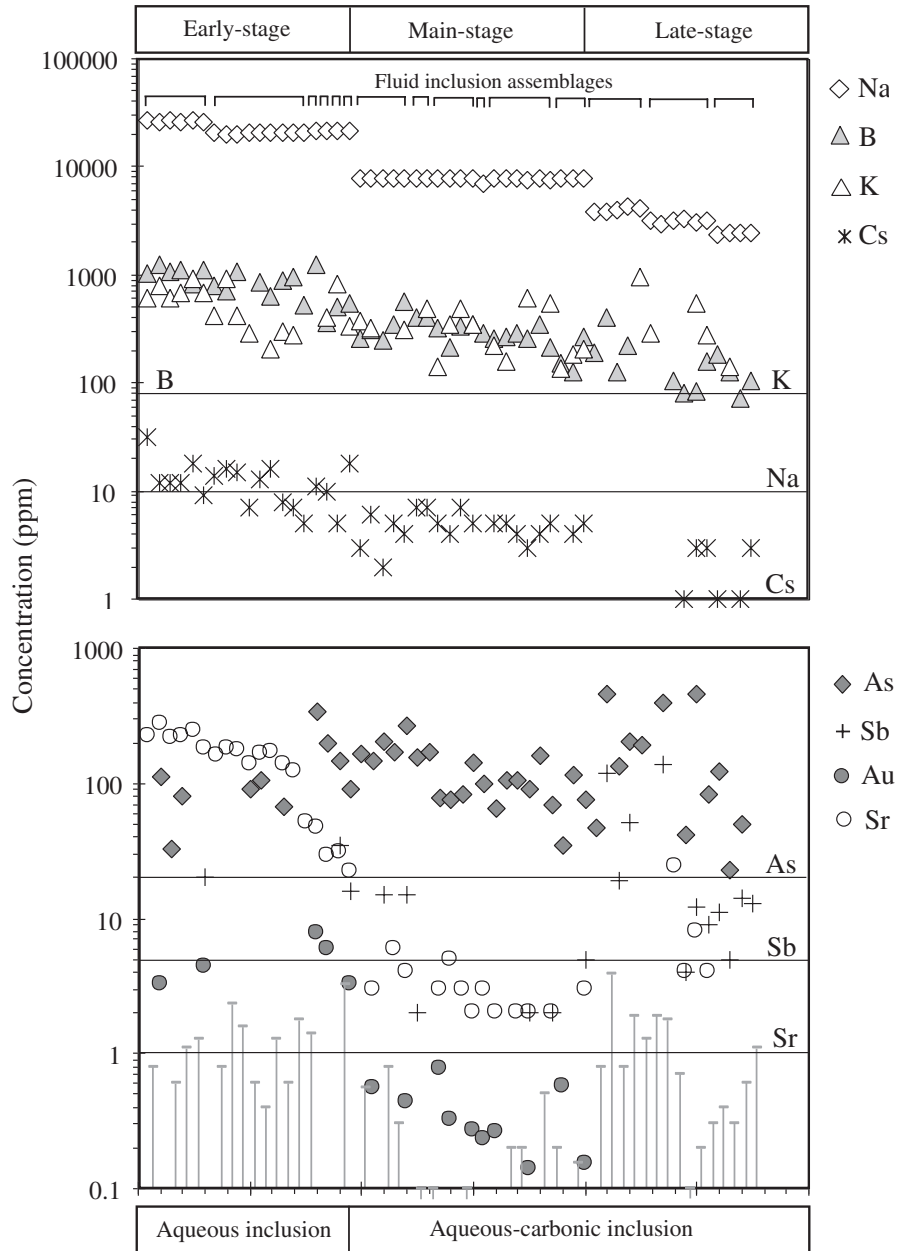 Early-stage Main-stage Late-stage
Fluid inclusion assemblages
100000
10000
1000
100
10
1
Na
B
K
Cs
B K
Na
Cs
Concentration (ppm)
1000
100
10
1
0.1
As
Sb
Au
Sr
As
Sb
Sr
Aqueous inclusion Aqueous-carbonic inclusion